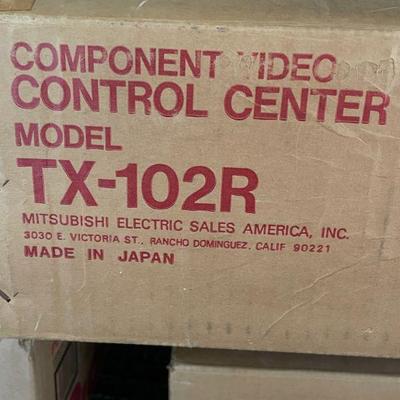 COMPONENT VIDEO
CONTROL CENTER
MODEL
TX-102R
MITSUBISHI ELECTRIC SALES AMERICA, INC.
3030 E. VICTORIA ST., RANCHO DOMINGUEZ, CALIF 90221
MADE IN JAPAN